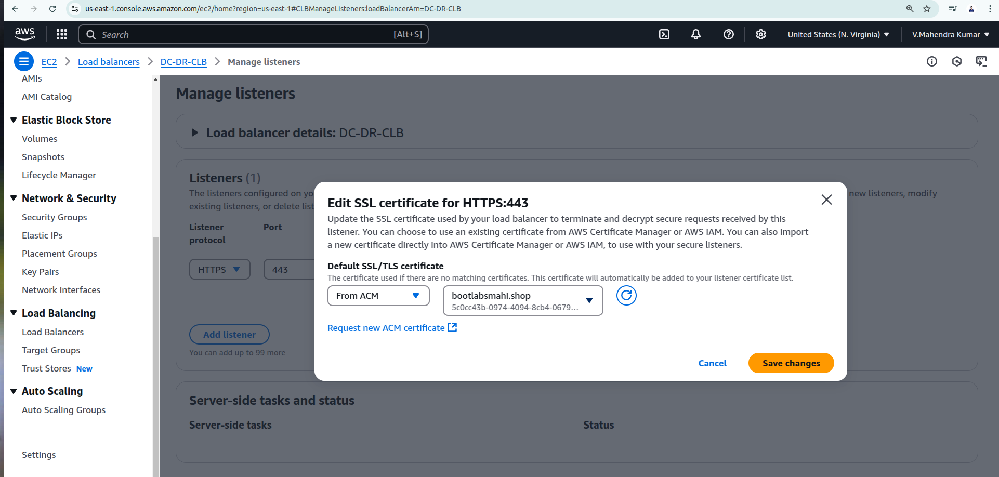 us-east-1.console.aws.amazon.com/ec2/home?region=us-east-1#CLBManageListeners:loadBalancerArn=DC-DR-CLB
aws
Search
[Alt+S]
United States (N. Virginia)
V.Mahendra Kumar
EC2
Load balancers
DC-DR-CLB
Manage listeners
AMIs
AMI Catalog
Elastic Block Store
Volumes
Snapshots
Lifecycle Manager
Network & Security
Security Groups
Elastic IPs
Placement Groups
Key Pairs
Network Interfaces
Load Balancing
Load Balancers
Target Groups
Trust Stores New
Auto Scaling
Auto Scaling Groups
Settings
Manage listeners
Load balancer details: DC-DR-CLB
Listeners (1)
The listeners configured on
new listeners, modify
existing listeners, or delete
Listener
protocol
Port
HTTPS
443
Add listener
You can add up to 99 more
Edit SSL certificate for HTTPS:443
Update the SSL certificate used by your load balancer to terminate and decrypt secure requests received by this
listener. You can choose to use an existing certificate from AWS Certificate Manager or AWS IAM. You can also import
a new certificate directly into AWS Certificate Manager or AWS IAM, to use with your secure listeners.
Default SSL/TLS certificate
The certificate used if there are no matching certificates. This certificate will automatically be added to your listener certificate list.
From ACM
bootlabsmahi.shop
5c0cc43b-0974-4094-8cb4-0679...
Request new ACM certificate
Cancel
Save changes
Server-side tasks and status
Server-side tasks
Status